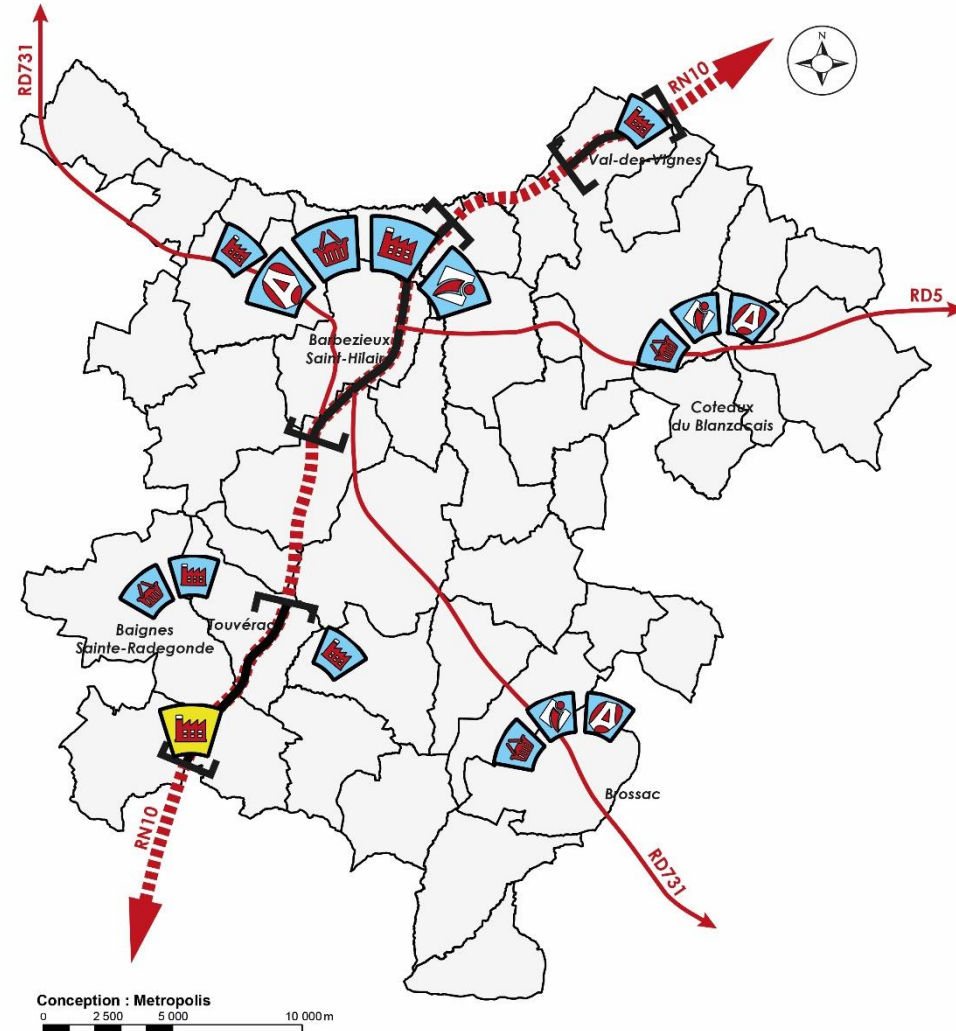 RD731
RN10
N
Val-des-Vignes
RD5
Barbezieux
Saint-Hilair
Coteaux
du Blanzacais
Baignes
Sainte-Radegonde
Touvérac
Brossac
RN10
RD731
Conception : Metropolis
0 2 500 5 000 10 000 m